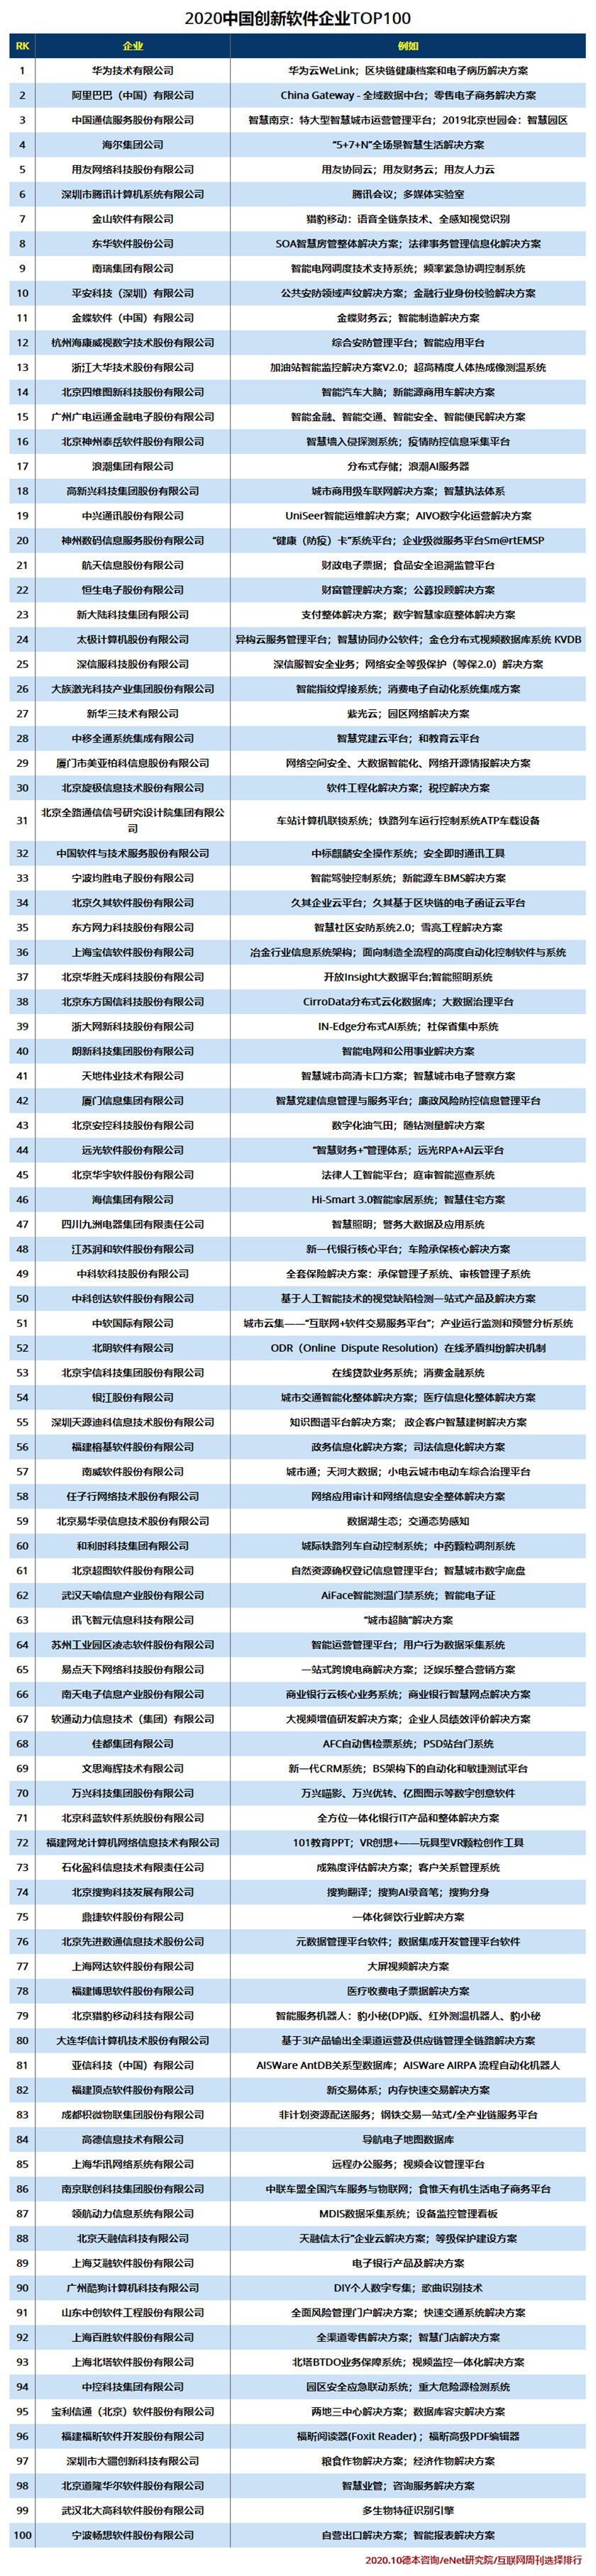 2020中国创新软件企业TOP100
RK 企业 例如
1 华为技术有限公司 华为云WeLink；区块链健康档案和电子病历解决方案
2 阿里巴巴（中国）有限公司 China Gateway - 全域数据中台；零售电子商务解决方案
3 中国通信服务股份有限公司 智慧南京：特大型智慧城市运营管理平台；2019北京世园会：智慧园区
4 海尔集团公司 “5+7+N”全场景智慧生活解决方案
5 用友网络科技股份有限公司 用友协同云；用友财务云；用友人力云
6 深圳市腾讯计算机系统有限公司 腾讯会议；多媒体实验室
7 金山软件有限公司 猎豹移动：语音全链条技术、全感知视觉识别
8 东华软件股份公司 SOA智慧房管整体解决方案；法律事务管理信息化解决方案
9 南瑞集团有限公司 智能电网调度技术支持系统；频率紧急协调控制系统
10 平安科技（深圳）有限公司 公共安防领域声纹解决方案；金融行业身份校验解决方案
11 金蝶软件（中国）有限公司 金蝶财务云；智能制造解决方案
12 杭州海康威视数字技术股份有限公司 综合安防管理平台；智能应用平台
13 浙江大华技术股份有限公司 加油站智能监控解决方案V2.0；超高精度人体热成像测温系统
14 北京四维图新科技股份有限公司 智能汽车大脑；新能源商用车解决方案
15 广州广电运通金融电子股份有限公司 智能金融、智能交通、智能安全、智能便民解决方案
16 北京神州泰岳软件股份有限公司 智慧墙入侵探测系统；疫情防控信息采集平台
17 浪潮集团有限公司 分布式存储；浪潮AI服务器
18 高新兴科技集团股份有限公司 城市商用级车联网解决方案；智慧执法体系
19 中兴通讯股份有限公司 UniSeer智能运维解决方案；AIVO数字化运营解决方案
20 神州数码信息服务股份有限公司 “健康（防疫）卡”系统平台；企业级微服务平台Sm@rtEMSP
21 航天信息股份有限公司 财政电子票据；食品安全追溯监管平台
22 恒生电子股份有限公司 财富管理解决方案；公募投顾解决方案
23 新大陆科技集团有限公司 支付整体解决方案；数字智慧家庭整体解决方案
24 太极计算机股份有限公司 异构云服务管理平台；智慧协同办公软件；金仓分布式视频数据库系统 KVDB
25 深信服科技股份有限公司 深信服智安全业务；网络安全等级保护（等保2.0）解决方案
26 大族激光科技产业集团股份有限公司 智能指纹焊接系统；消费电子自动化系统集成方案
27 新华三技术有限公司 紫光云；园区网络解决方案
28 中移全通系统集成有限公司 智慧党建云平台；和教育云平台
29 厦门市美亚柏科信息股份有限公司 网络空间安全、大数据智能化、网络开源情报解决方案
30 北京旋极信息技术股份有限公司 软件工程化解决方案；税控解决方案
31 北京全路通信信号研究设计院集团有限公
司 车站计算机联锁系统；铁路列车运行控制系统ATP车载设备
32 中国软件与技术服务股份有限公司 中标麒麟安全操作系统；安全即时通讯工具
33 宁波均胜电子股份有限公司 智能驾驶控制系统；新能源车BMS解决方案
34 北京久其软件股份有限公司 久其企业云平台；久其基于区块链的电子函证云平台
35 东方网力科技股份有限公司 智慧社区安防系统2.0；雪亮工程解决方案
36 上海宝信软件股份有限公司 冶金行业信息系统架构；面向制造全流程的高度自动化控制软件与系统
37 北京华胜天成科技股份有限公司 开放Insight大数据平台;智能照明系统
38 北京东方国信科技股份有限公司 CirroData分布式云化数据库；大数据治理平台
39 浙大网新科技股份有限公司 IN-Edge分布式AI系统；社保省集中系统
40 朗新科技集团股份有限公司 智能电网和公用事业解决方案
41 天地伟业技术有限公司 智慧城市高清卡口方案；智慧城市电子警察方案
42 厦门信息集团有限公司 智慧党建信息管理与服务平台；廉政风险防控信息管理平台
43 北京安控科技股份有限公司 数字化油气田；随钻测量解决方案
44 远光软件股份有限公司 “智慧财务+”管理体系；远光RPA+AI云平台
45 北京华宇软件股份有限公司 法律人工智能平台；庭审智能巡查系统
46 海信集团有限公司 Hi-Smart 3.0智能家居系统；智慧住宅方案
47 四川九洲电器集团有限责任公司 智慧照明；警务大数据及应用系统
48 江苏润和软件股份有限公司 新一代银行核心平台；车险承保核心解决方案
49 中科软科技股份有限公司 全套保险解决方案：承保管理子系统、审核管理子系统
50 中科创达软件股份有限公司 基于人工智能技术的视觉缺陷检测一站式产品及解决方案
51 中软国际有限公司 城市云集——“互联网+软件交易服务平台”；产业运行监测和预警分析系统
52 北明软件有限公司 ODR（Online Dispute Resolution）在线矛盾纠纷解决机制
53 北京宇信科技集团股份有限公司 在线贷款业务系统；消费金融系统
54 银江股份有限公司 城市交通智能化整体解决方案；医疗信息化整体解决方案
55 深圳天源迪科信息技术股份有限公司 知识图谱平台解决方案； 政企客户智慧建树解决方案
56 福建榕基软件股份有限公司 政务信息化解决方案；司法信息化解决方案
57 南威软件股份有限公司 城市通；天河大数据；小电云城市电动车综合治理平台
58 任子行网络技术股份有限公司 网络应用审计和网络信息安全整体解决方案
59 北京易华录信息技术股份有限公司 数据湖生态；交通态势感知
60 和利时科技集团有限公司 城际铁路列车自动控制系统；中药颗粒调剂系统
61 北京超图软件股份有限公司 自然资源确权登记信息管理平台；智慧城市数字底盘
62 武汉天喻信息产业股份有限公司 AiFace智能测温门禁系统；智能电子证
63 讯飞智元信息科技有限公司 “城市超脑”解决方案
64 苏州工业园区凌志软件股份有限公司 智能运营管理平台；用户行为数据采集系统
65 易点天下网络科技股份有限公司 一站式跨境电商解决方案；泛娱乐整合营销方案
66 南天电子信息产业股份有限公司 商业银行云核心业务系统；商业银行智慧网点解决方案
67 软通动力信息技术（集团）有限公司 大视频增值研发解决方案；企业人员绩效评价解决方案
68 佳都集团有限公司 AFC自动售检票系统；PSD站台门系统
69 文思海辉技术有限公司 新一代CRM系统；BS架构下的自动化和敏捷测试平台
70 万兴科技集团股份有限公司 万兴喵影、万兴优转、亿图图示等数字创意软件
71 北京科蓝软件系统股份有限公司 全方位一体化银行IT产品和整体解决方案
72 福建网龙计算机网络信息技术有限公司 101教育PPT；VR创想+——玩具型VR颗粒创作工具
73 石化盈科信息技术有限责任公司 成熟度评估解决方案；客户关系管理系统
74 北京搜狗科技发展有限公司 搜狗翻译；搜狗AI录音笔；搜狗分身
75 鼎捷软件股份有限公司 一体化餐饮行业解决方案
76 北京先进数通信息技术股份公司 元数据管理平台软件；数据集成开发管理平台软件
77 上海网达软件股份有限公司 大屏视频解决方案
78 福建博思软件股份有限公司 医疗收费电子票据解决方案
79 北京猎豹移动科技有限公司 智能服务机器人：豹小秘(DP)版、红外测温机器人、豹小秘
80 大连华信计算机技术股份有限公司 基于3I产品输出全渠道运营及供应链管理全链路解决方案
81 亚信科技（中国）有限公司 AISWare AntDB关系型数据库；AISWare AIRPA 流程自动化机器人
82 福建顶点软件股份有限公司 新交易体系；内存快速交易解决方案
83 成都积微物联集团股份有限公司 非计划资源配送服务；钢铁交易一站式/全产业链服务平台
84 高德信息技术有限公司 导航电子地图数据库
85 上海华讯网络系统有限公司 远程办公服务；视频会议管理平台
86 南京联创科技集团股份有限公司 中联车盟全国汽车服务与物联网；食惟天有机生活电子商务平台
87 领航动力信息系统有限公司 MDIS数据采集系统；设备监控管理看板
88 北京天融信科技有限公司 天融信太行”企业云解决方案；等级保护建设方案
89 上海艾融软件股份有限公司 电子银行产品及解决方案
90 广州酷狗计算机科技有限公司 DIY个人数字专集；歌曲识别技术
91 山东中创软件工程股份有限公司 全面风险管理门户解决方案；快速交通系统解决方案
92 上海百胜软件股份有限公司 全渠道零售解决方案；智慧门店解决方案
93 上海北塔软件股份有限公司 北塔BTDO业务保障系统；视频监控一体化解决方案
94 中控科技集团有限公司 园区安全应急联动系统；重大危险源检测系统
95 宝利信通（北京）软件股份有限公司 两地三中心解决方案；数据库容灾解决方案
96 福建福昕软件开发股份有限公司 福昕阅读器(Foxit Reader)；福昕高级PDF编辑器
97 深圳市大疆创新科技有限公司 粮食作物解决方案；经济作物解决方案
98 北京道隆华尔软件股份有限公司 智慧业管；咨询服务解决方案
99 武汉北大高科软件股份有限公司 多生物特征识别引擎
100 宁波畅想软件股份有限公司 自营出口解决方案；智能报表解决方案
2020.10德本咨询/eNet研究院/互联网周刊选择排行